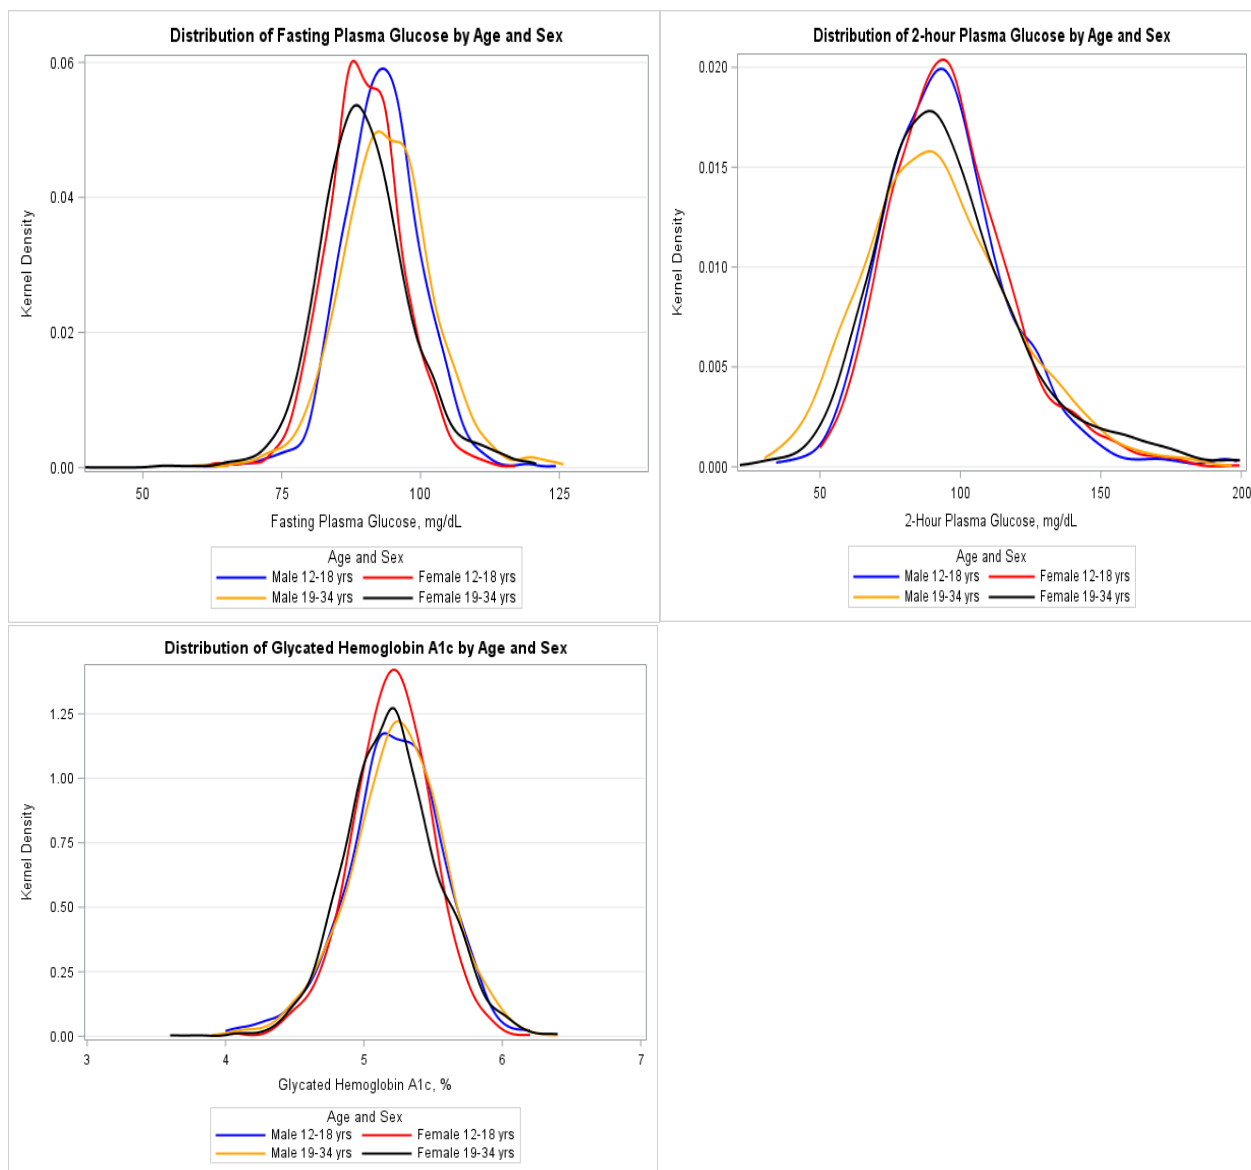 Distribution of Fasting Plasma Glucose by Age and Sex
Kernel Density
0.06
0.04
0.02
0.00
50 75 100 125
Fasting Plasma Glucose, mg/dL
Age and Sex
Male 12-18 yrs Female 12-18 yrs
Male 19-34 yrs Female 19-34 yrs
Distribution of 2-hour Plasma Glucose by Age and Sex
Kernel Density
0.020
0.015
0.010
0.005
0.000
50 100 150 200
2-Hour Plasma Glucose, mg/dL
Age and Sex
Male 12-18 yrs Female 12-18 yrs
Male 19-34 yrs Female 19-34 yrs
Distribution of Glycated Hemoglobin A1c by Age and Sex
Kernel Density
1.25
1.00
0.75
0.50
0.25
0.00
3 4 5 6 7
Glycated Hemoglobin A1c, %
Age and Sex
Male 12-18 yrs Female 12-18 yrs
Male 19-34 yrs Female 19-34 yrs